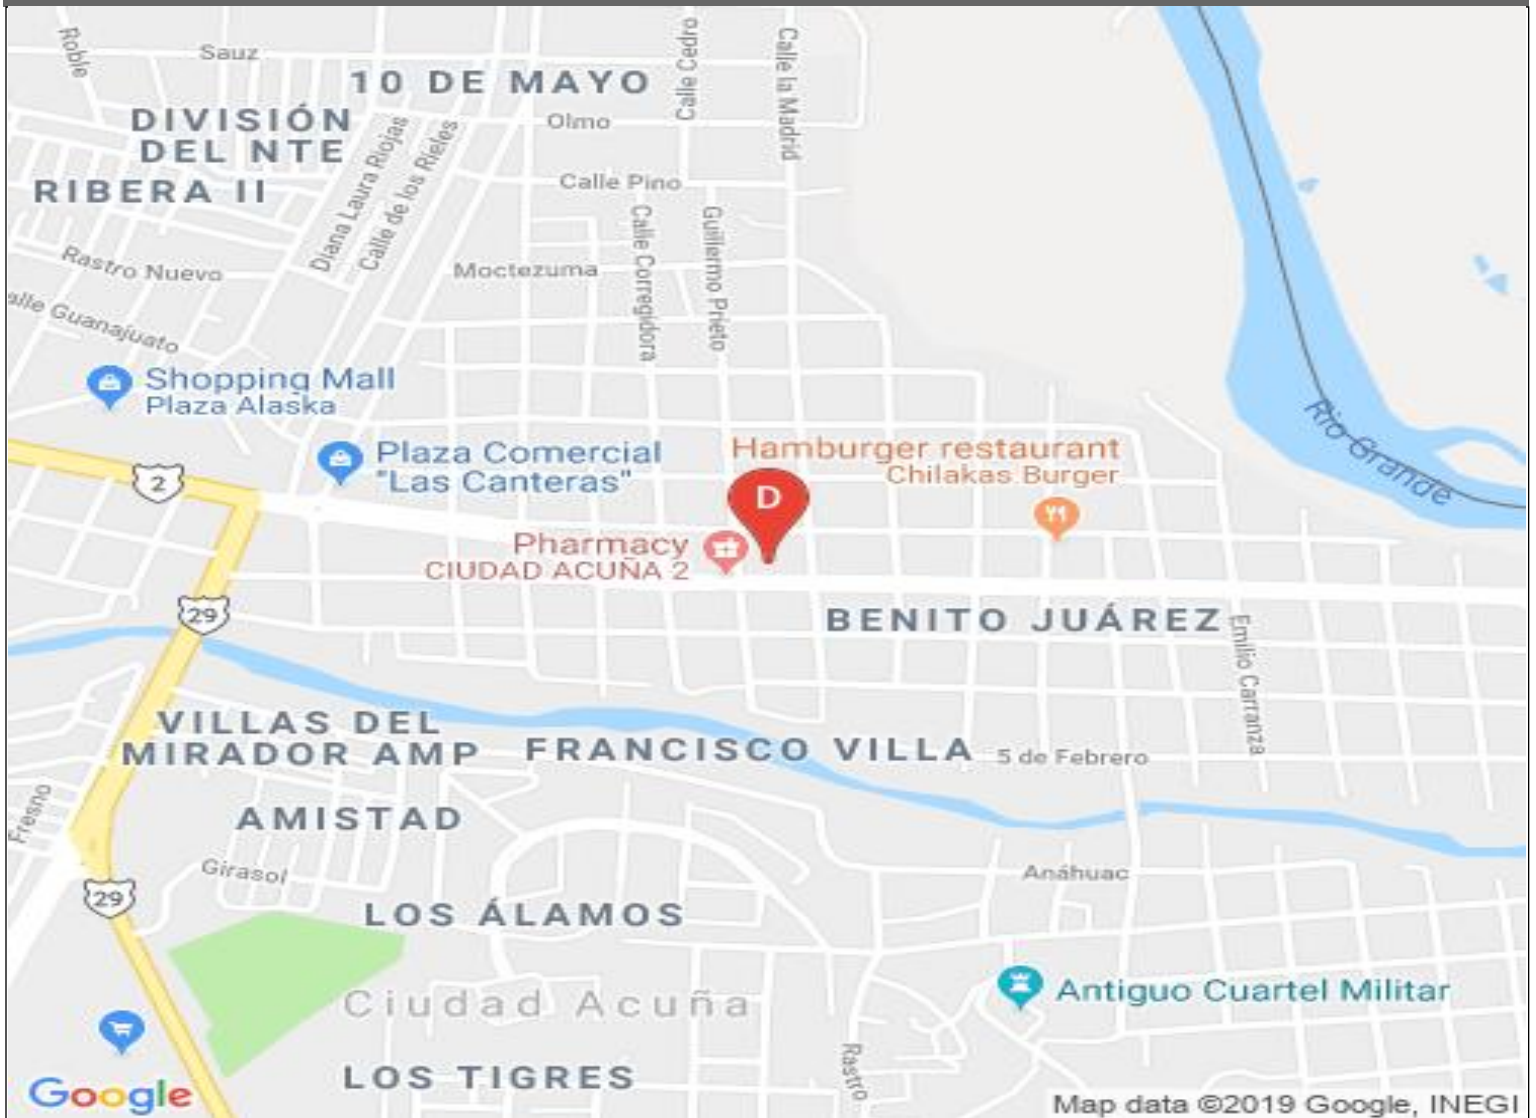 Roble
Sauz
Calle Cedro
Calle la Madrid
10 DE MAYO
DIVISIÓN
DEL NTE
Olmo
RIBERA II
Diana Laura Riojas
Calle de los Rieles
Calle Pino
Calle Corregidora
Guillermo Prieto
Rastro Nuevo
Moctezuma
alle Guanajuato
Shopping Mall
Plaza Alaska
Rio Grande
Plaza Comercial
"Las Canteras"
Hamburger restaurant
Chilakas Burger
2
D
Pharmacy
CIUDAD ACUÑA 2
29
BENITO JUÁREZ
Emilio Carranza
VILLAS DEL
MIRADOR AMP
FRANCISCO VILLA
5 de Febrero
Fresno
AMISTAD
Girasol
Anáhuac
29
LOS ÁLAMOS
Antiguo Cuartel Militar
Ciudad Acuña
Rastro
LOS TIGRES
Google
Map data ©2019 Google, INEGI